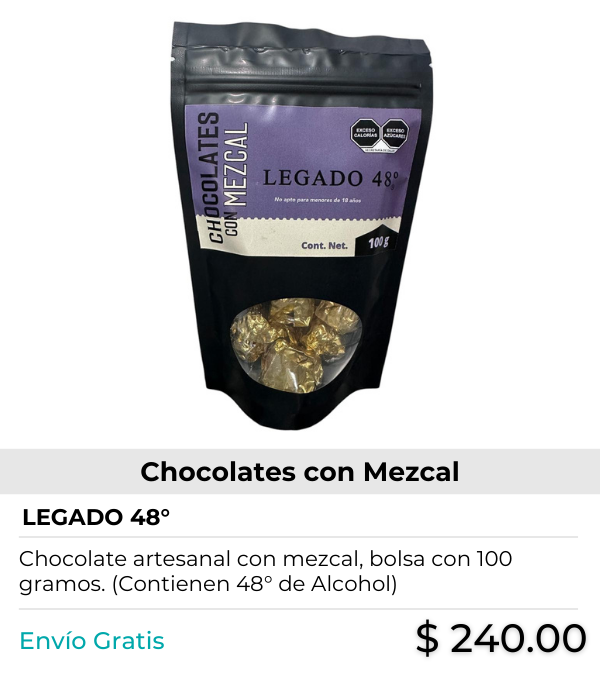 CHOCOLATES
CON MEZCAL
EXCESO
CALORÍAS
EXCESO
AZÚCARES
LEGADO 48°
No apto para menores de 18 años
Cont. Net.
100 g
Chocolates con Mezcal
LEGADO 48°
Chocolate artesanal con mezcal, bolsa con 100
gramos. (Contienen 48° de Alcohol)
Envío Gratis
$ 240.00